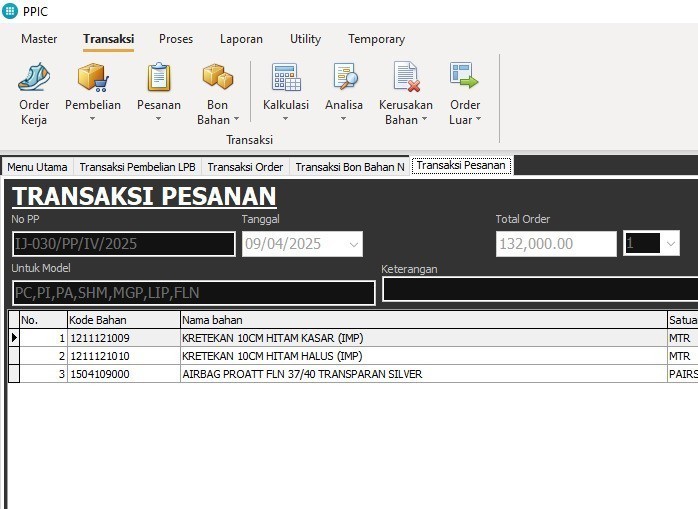 PPIC
Master Transaksi Proses Laporan Utility Temporary
Order Kerja Pembelian Pesanan Bon Bahan Kalkulasi Analisa Kerusakan Bahan Order Luar
Transaksi
Menu Utama Transaksi Pembelian LPB Transaksi Order Transaksi Bon Bahan N Transaksi Pesanan
TRANSAKSI PESANAN
No PP Tanggal Total Order
IJ-030/PP/IV/2025 09/04/2025 132,000.00 1
Untuk Model Keterangan
PC,PI,PA,SHM,MGP,LIP,FLN
No. Kode Bahan Nama bahan Satua
1 1211121009 KRETEKAN 10CM HITAM KASAR (IMP) MTR
2 1211121010 KRETEKAN 10CM HITAM HALUS (IMP) MTR
3 1504109000 AIRBAG PROATT FLN 37/40 TRANSPARAN SILVER PAIRS